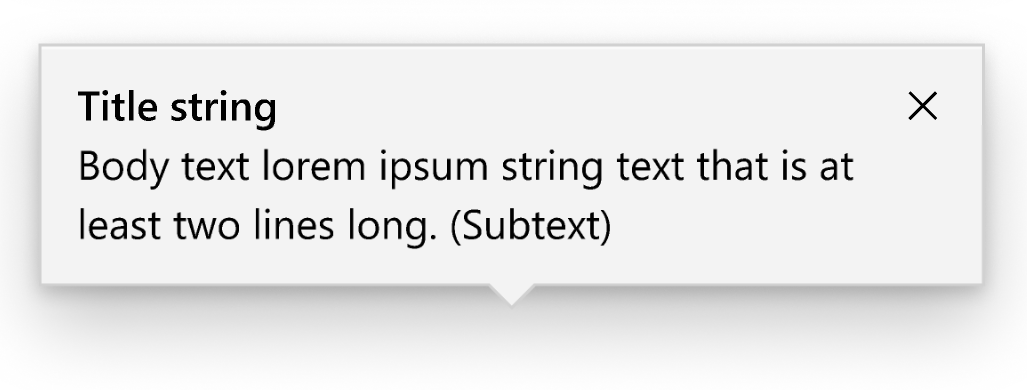 Title string
Body text lorem ipsum string text that is at
least two lines long. (Subtext)